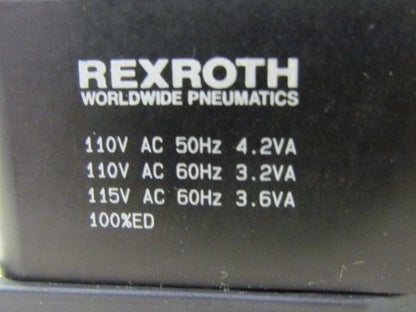 REXROTH
WORLDWIDE PNEUMATICS
110V AC 50Hz 4.2VA
110V AC 60Hz 3.2VA
115V AC 60Hz 3.6VA
100%ED